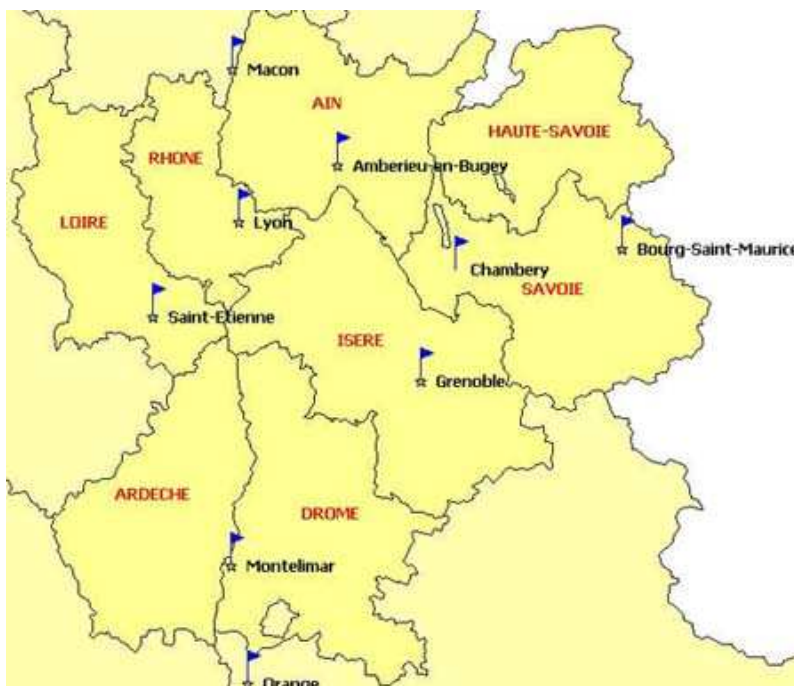 Macon
AIN
HAUTE-SAVOIE
RHONE
Amberieu-en-Bugey
LOIRE
Lyon
Bourg-Saint-Maurice
Chambery
SAVOIE
Saint-Etienne
ISERE
Grenoble
ARDECHE
DROME
Montelimar
Orange